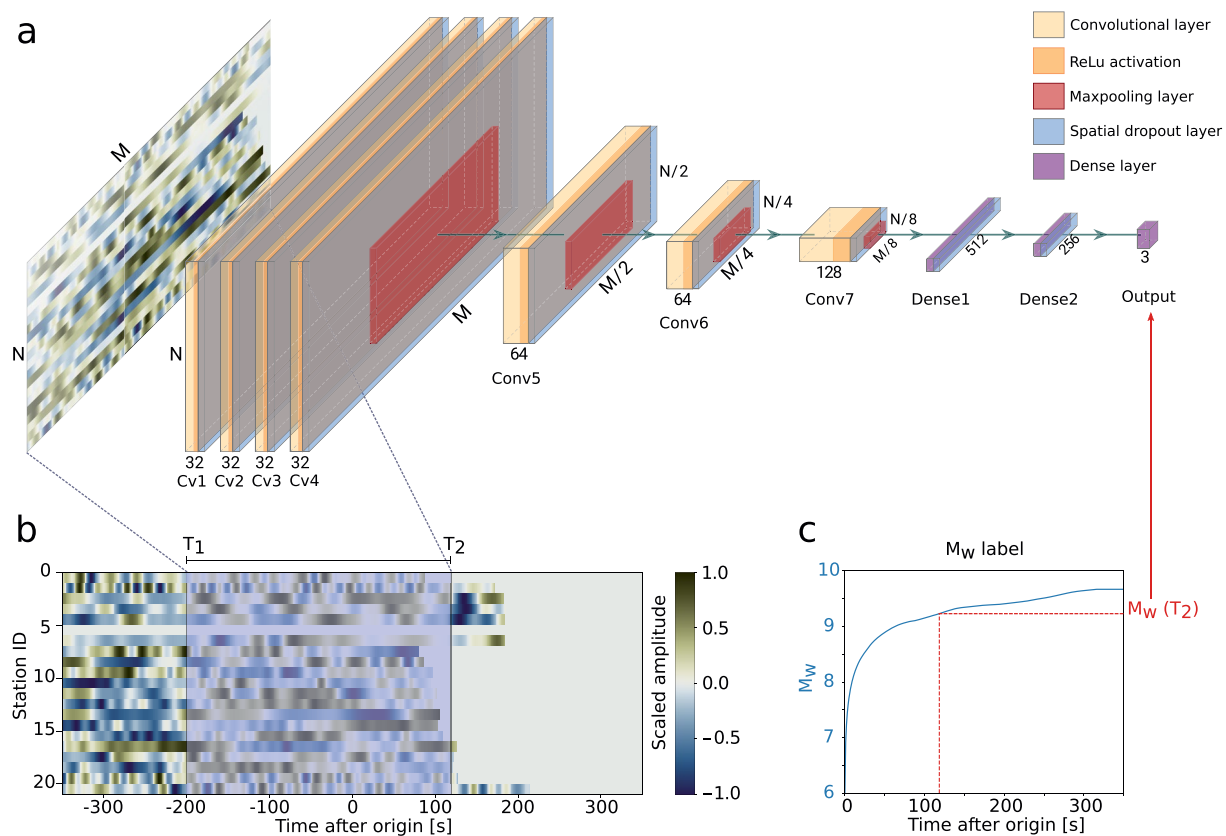 a
Convolutional layer
ReLu activation
Maxpooling layer
Spatial dropout layer
Dense layer
M
N
N
M
32
32
32
32
Cv1
Cv2
Cv3
Cv4
N/2
M/2
64
Conv5
N/4
M/4
64
Conv6
N/8
M/8
128
Conv7
512
Dense1
256
Dense2
3
Output
b
T1
T2
0
5
10
15
20
Station ID
-300
-200
-100
0
100
200
300
Time after origin [s]
1.0
0.5
0.0
−0.5
−1.0
Scaled amplitude
c
Mw label
10
9
8
7
6
Mw
0
100
200
300
Time after origin [s]
Mw (T2)